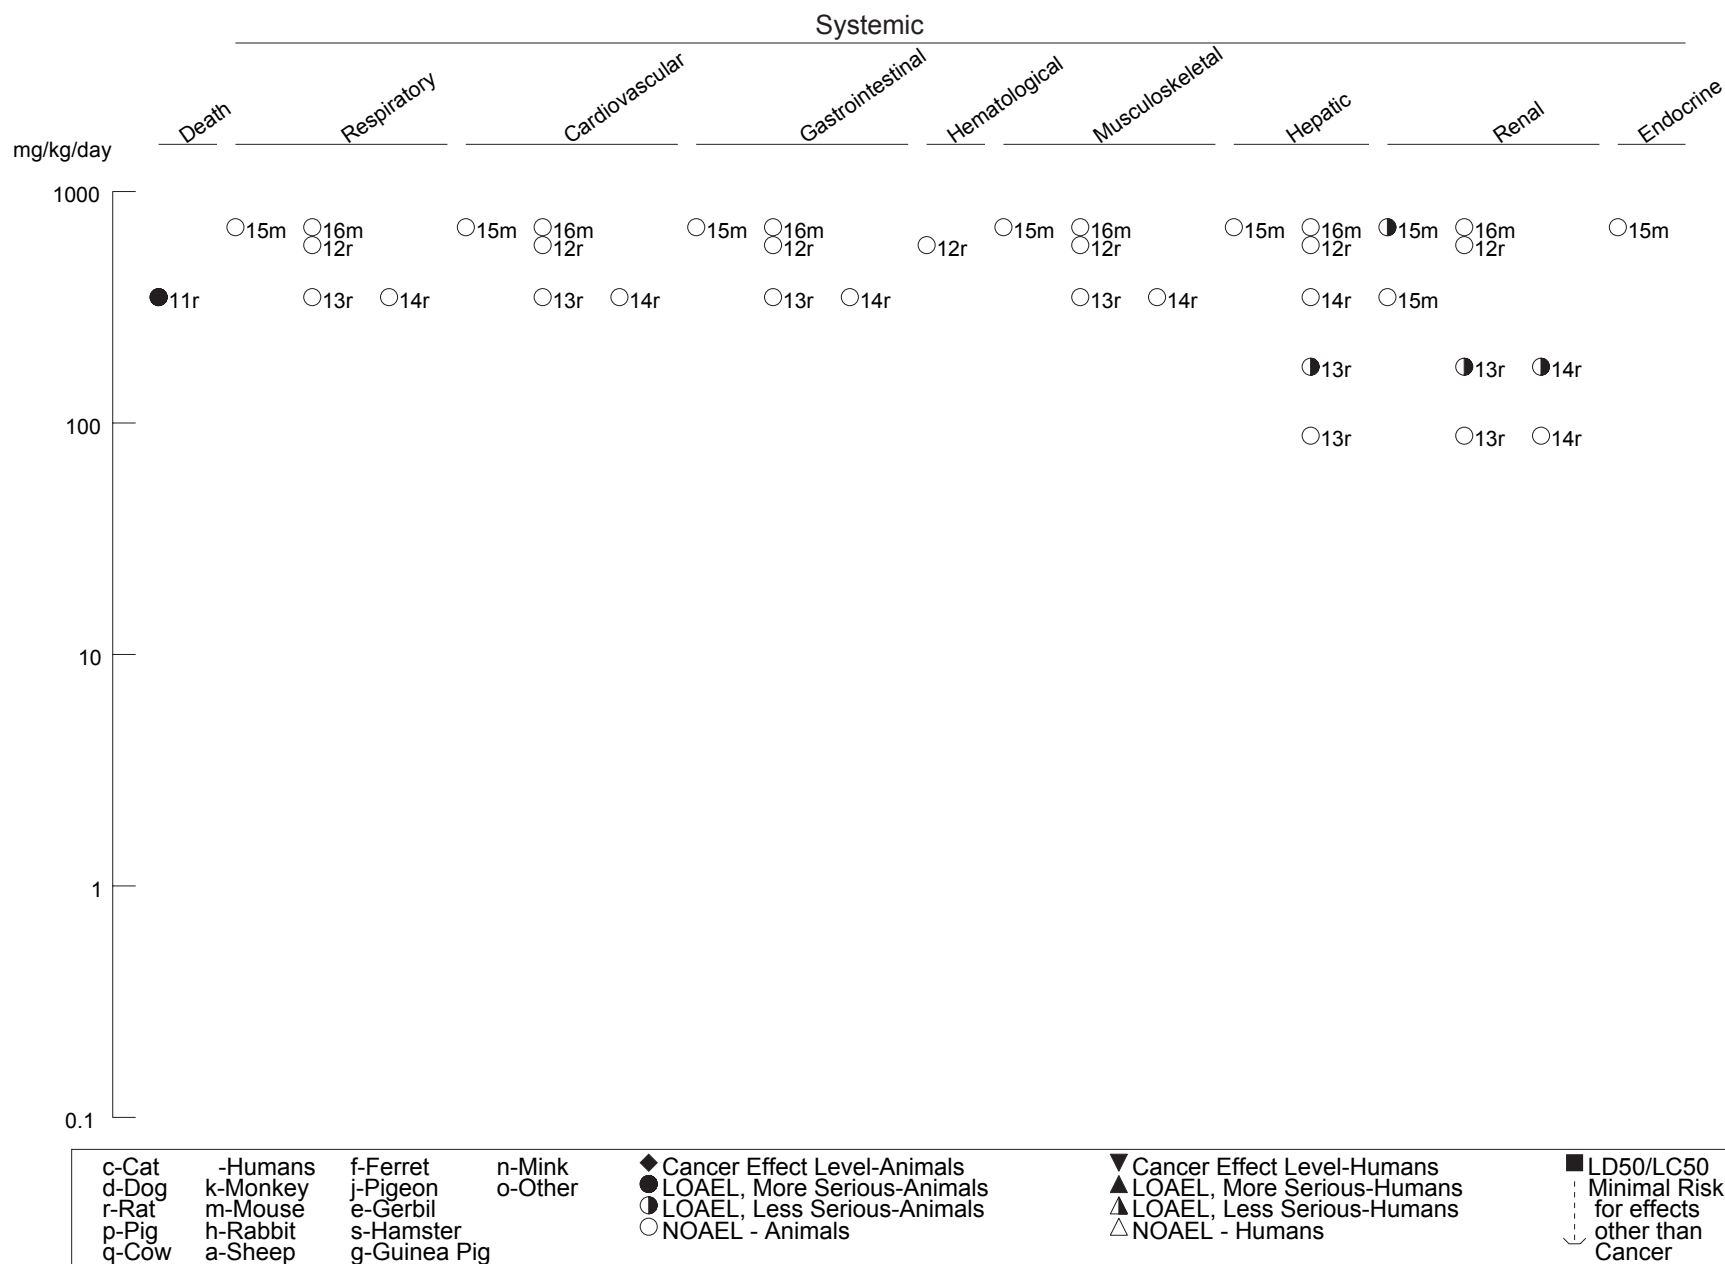 Systemic
Death Respiratory Cardiovascular Gastrointestinal Hematological Musculoskeletal Hepatic Renal Endocrine
mg/kg/day
1000
15m 16m 15m 16m 15m 16m 15m 16m 15m 16m 15m 16m 15m
12r 12r 12r 12r 12r 12r 12r
11r 13r 14r 13r 14r 13r 14r 13r 14r 14r 15m
13r 13r 14r
100
13r 13r 14r
10
1
0.1
c-Cat -Humans f-Ferret n-Mink Cancer Effect Level-Animals Cancer Effect Level-Humans LD50/LC50
d-Dog k-Monkey j-Pigeon o-Other LOAEL, More Serious-Animals LOAEL, More Serious-Humans Minimal Risk
r-Rat m-Mouse e-Gerbil LOAEL, Less Serious-Animals LOAEL, Less Serious-Humans for effects
p-Pig h-Rabbit s-Hamster NOAEL - Animals NOAEL - Humans other than
q-Cow a-Sheep g-Guinea Pig Cancer